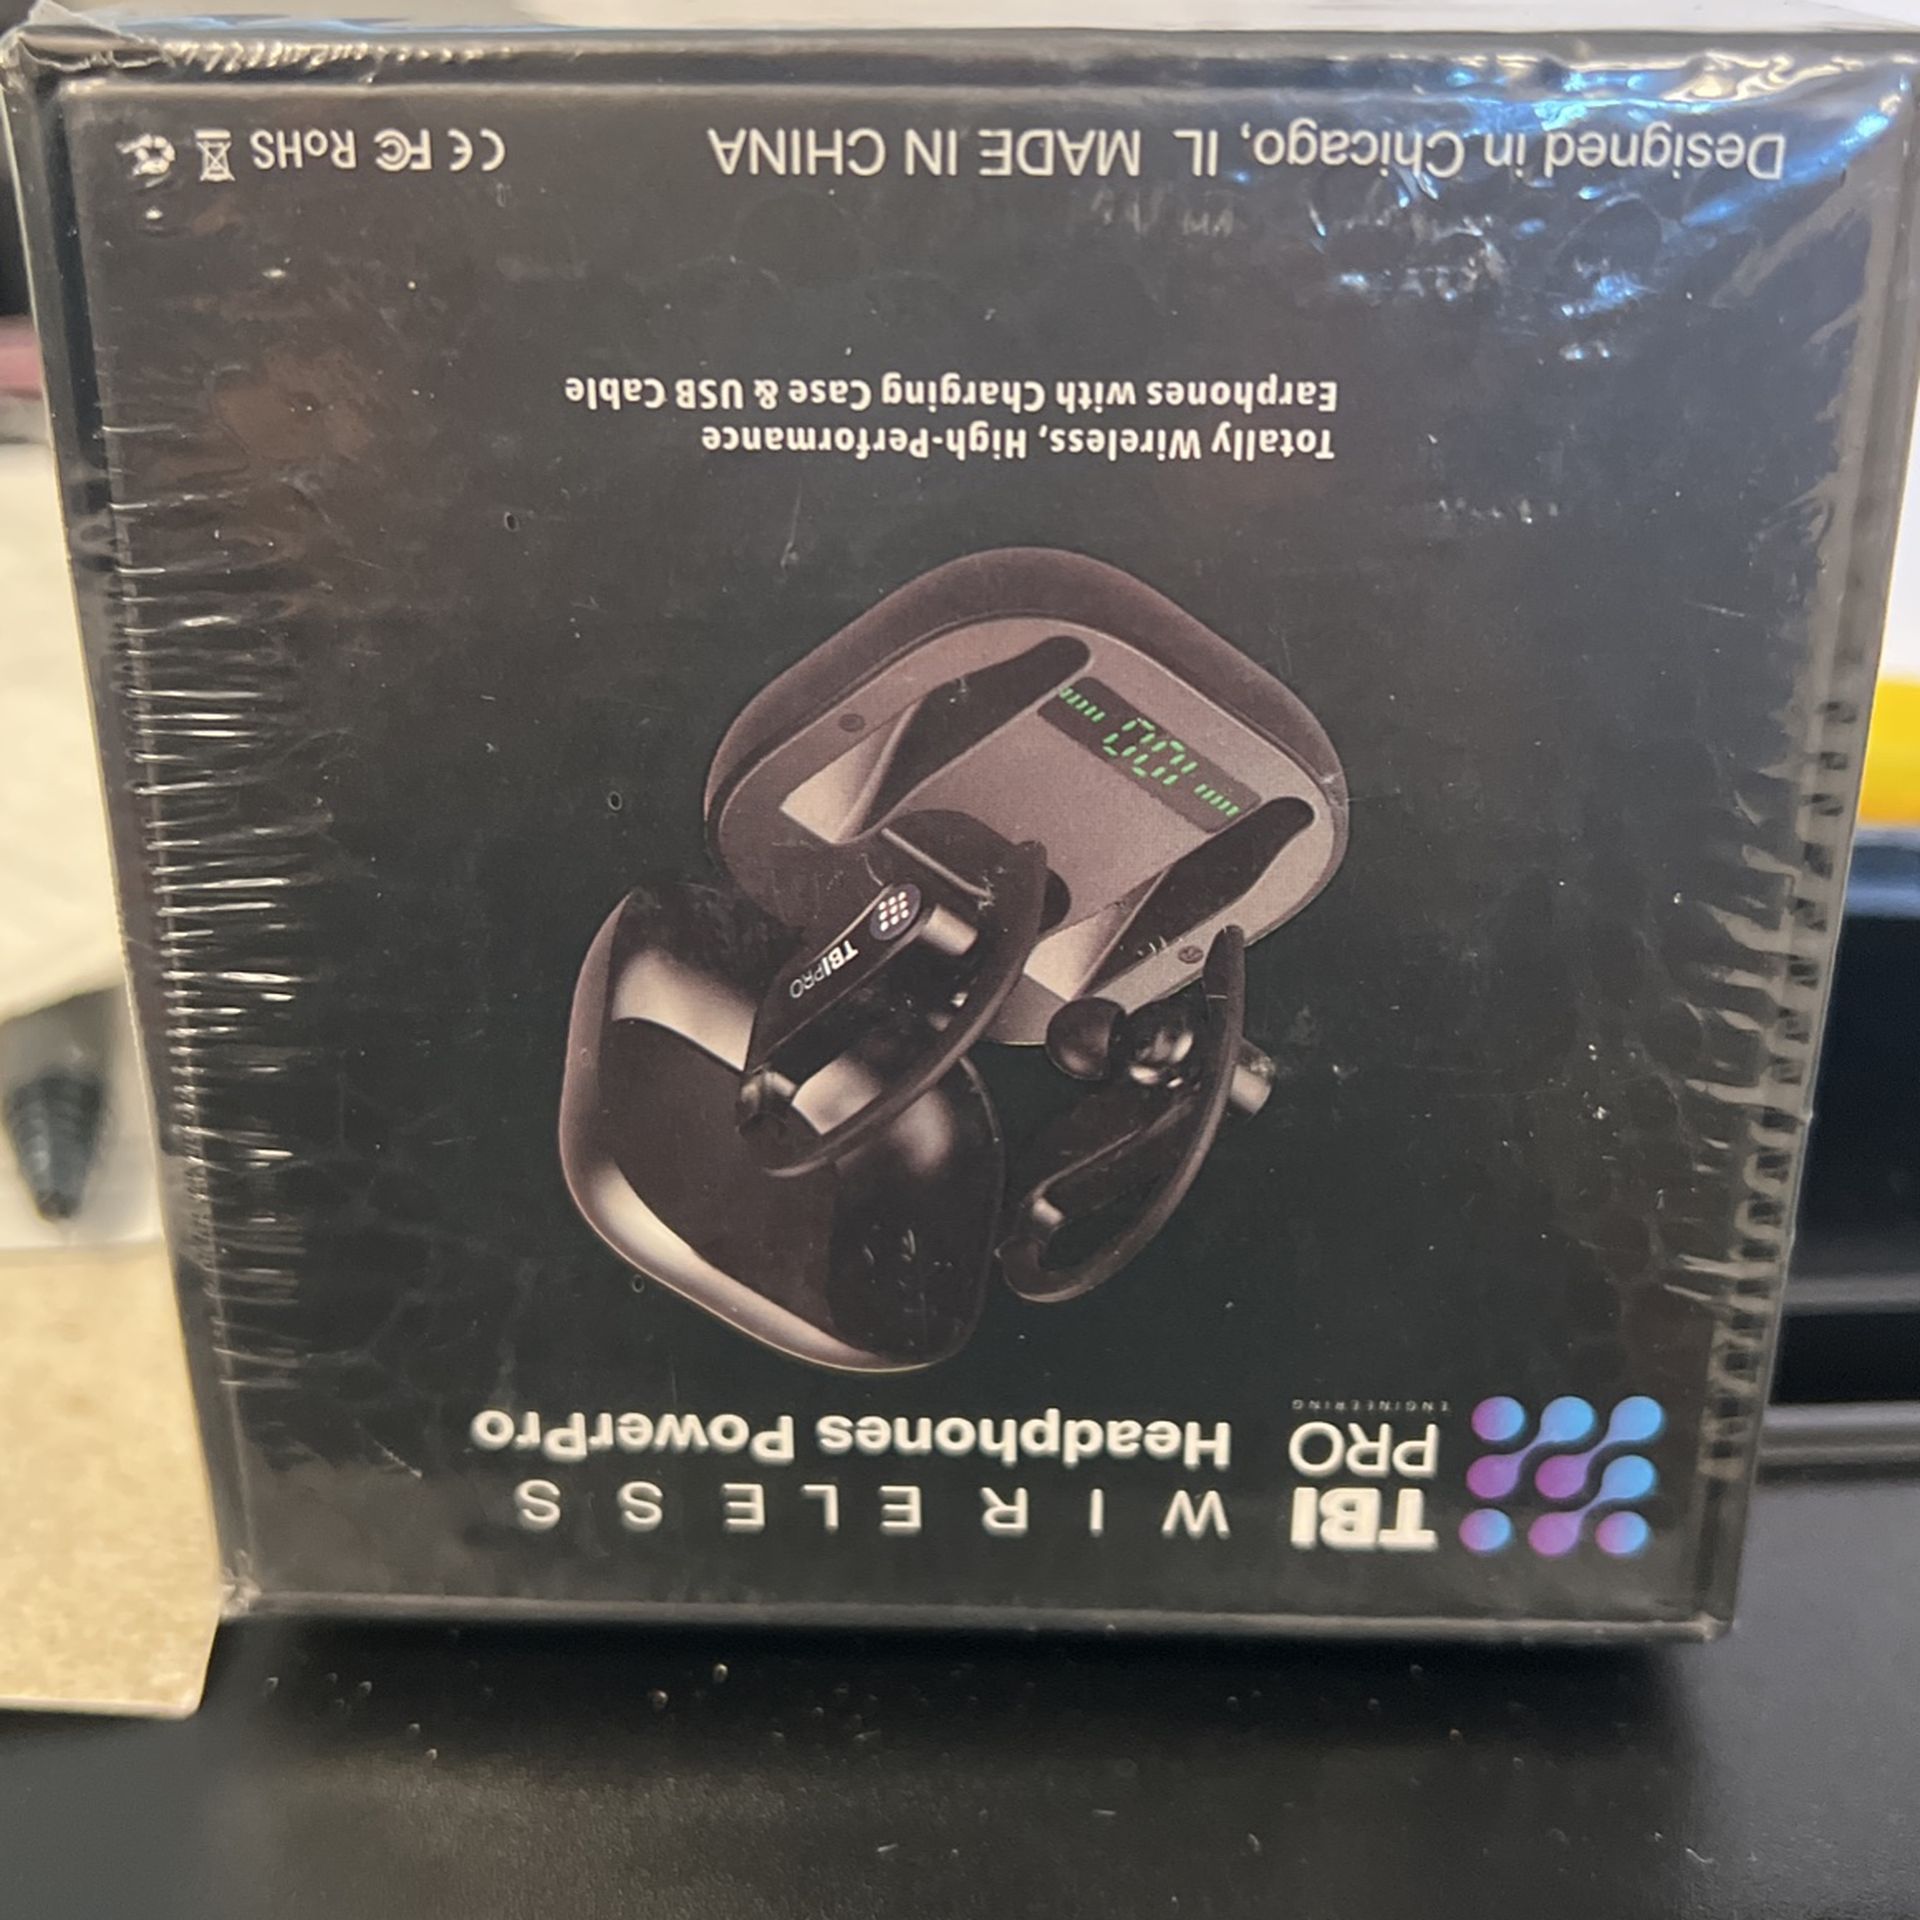 TBI
PRO
ENGINEERING
WIRELESS
Headphones PowerPro
TBIPRO
100
Totally Wireless, High-Performance
Earphones with Charging Case & USB Cable
Designed in Chicago, IL MADE IN CHINA CE FC RoHS